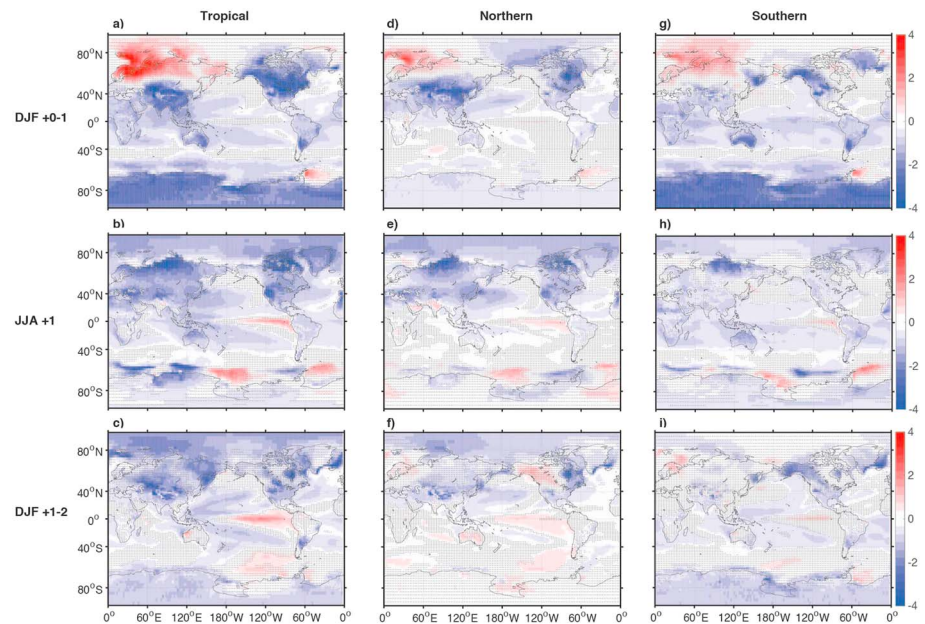 Tropical Northern Southern
a) d) g)
DJF +0-1
80°N
40°N
0°
40°S
80°S
4
2
0
-2
-4
b) e) h)
JJA +1
80°N
40°N
0°
40°S
80°S
4
2
0
-2
-4
c) f) i)
DJF +1-2
80°N
40°N
0°
40°S
80°S
4
2
0
-2
-4
0° 60°E 120°E 180°W 120°W 60°W 0° 0° 60°E 120°E 180°W 120°W 60°W 0° 0° 60°E 120°E 180°W 120°W 60°W 0°